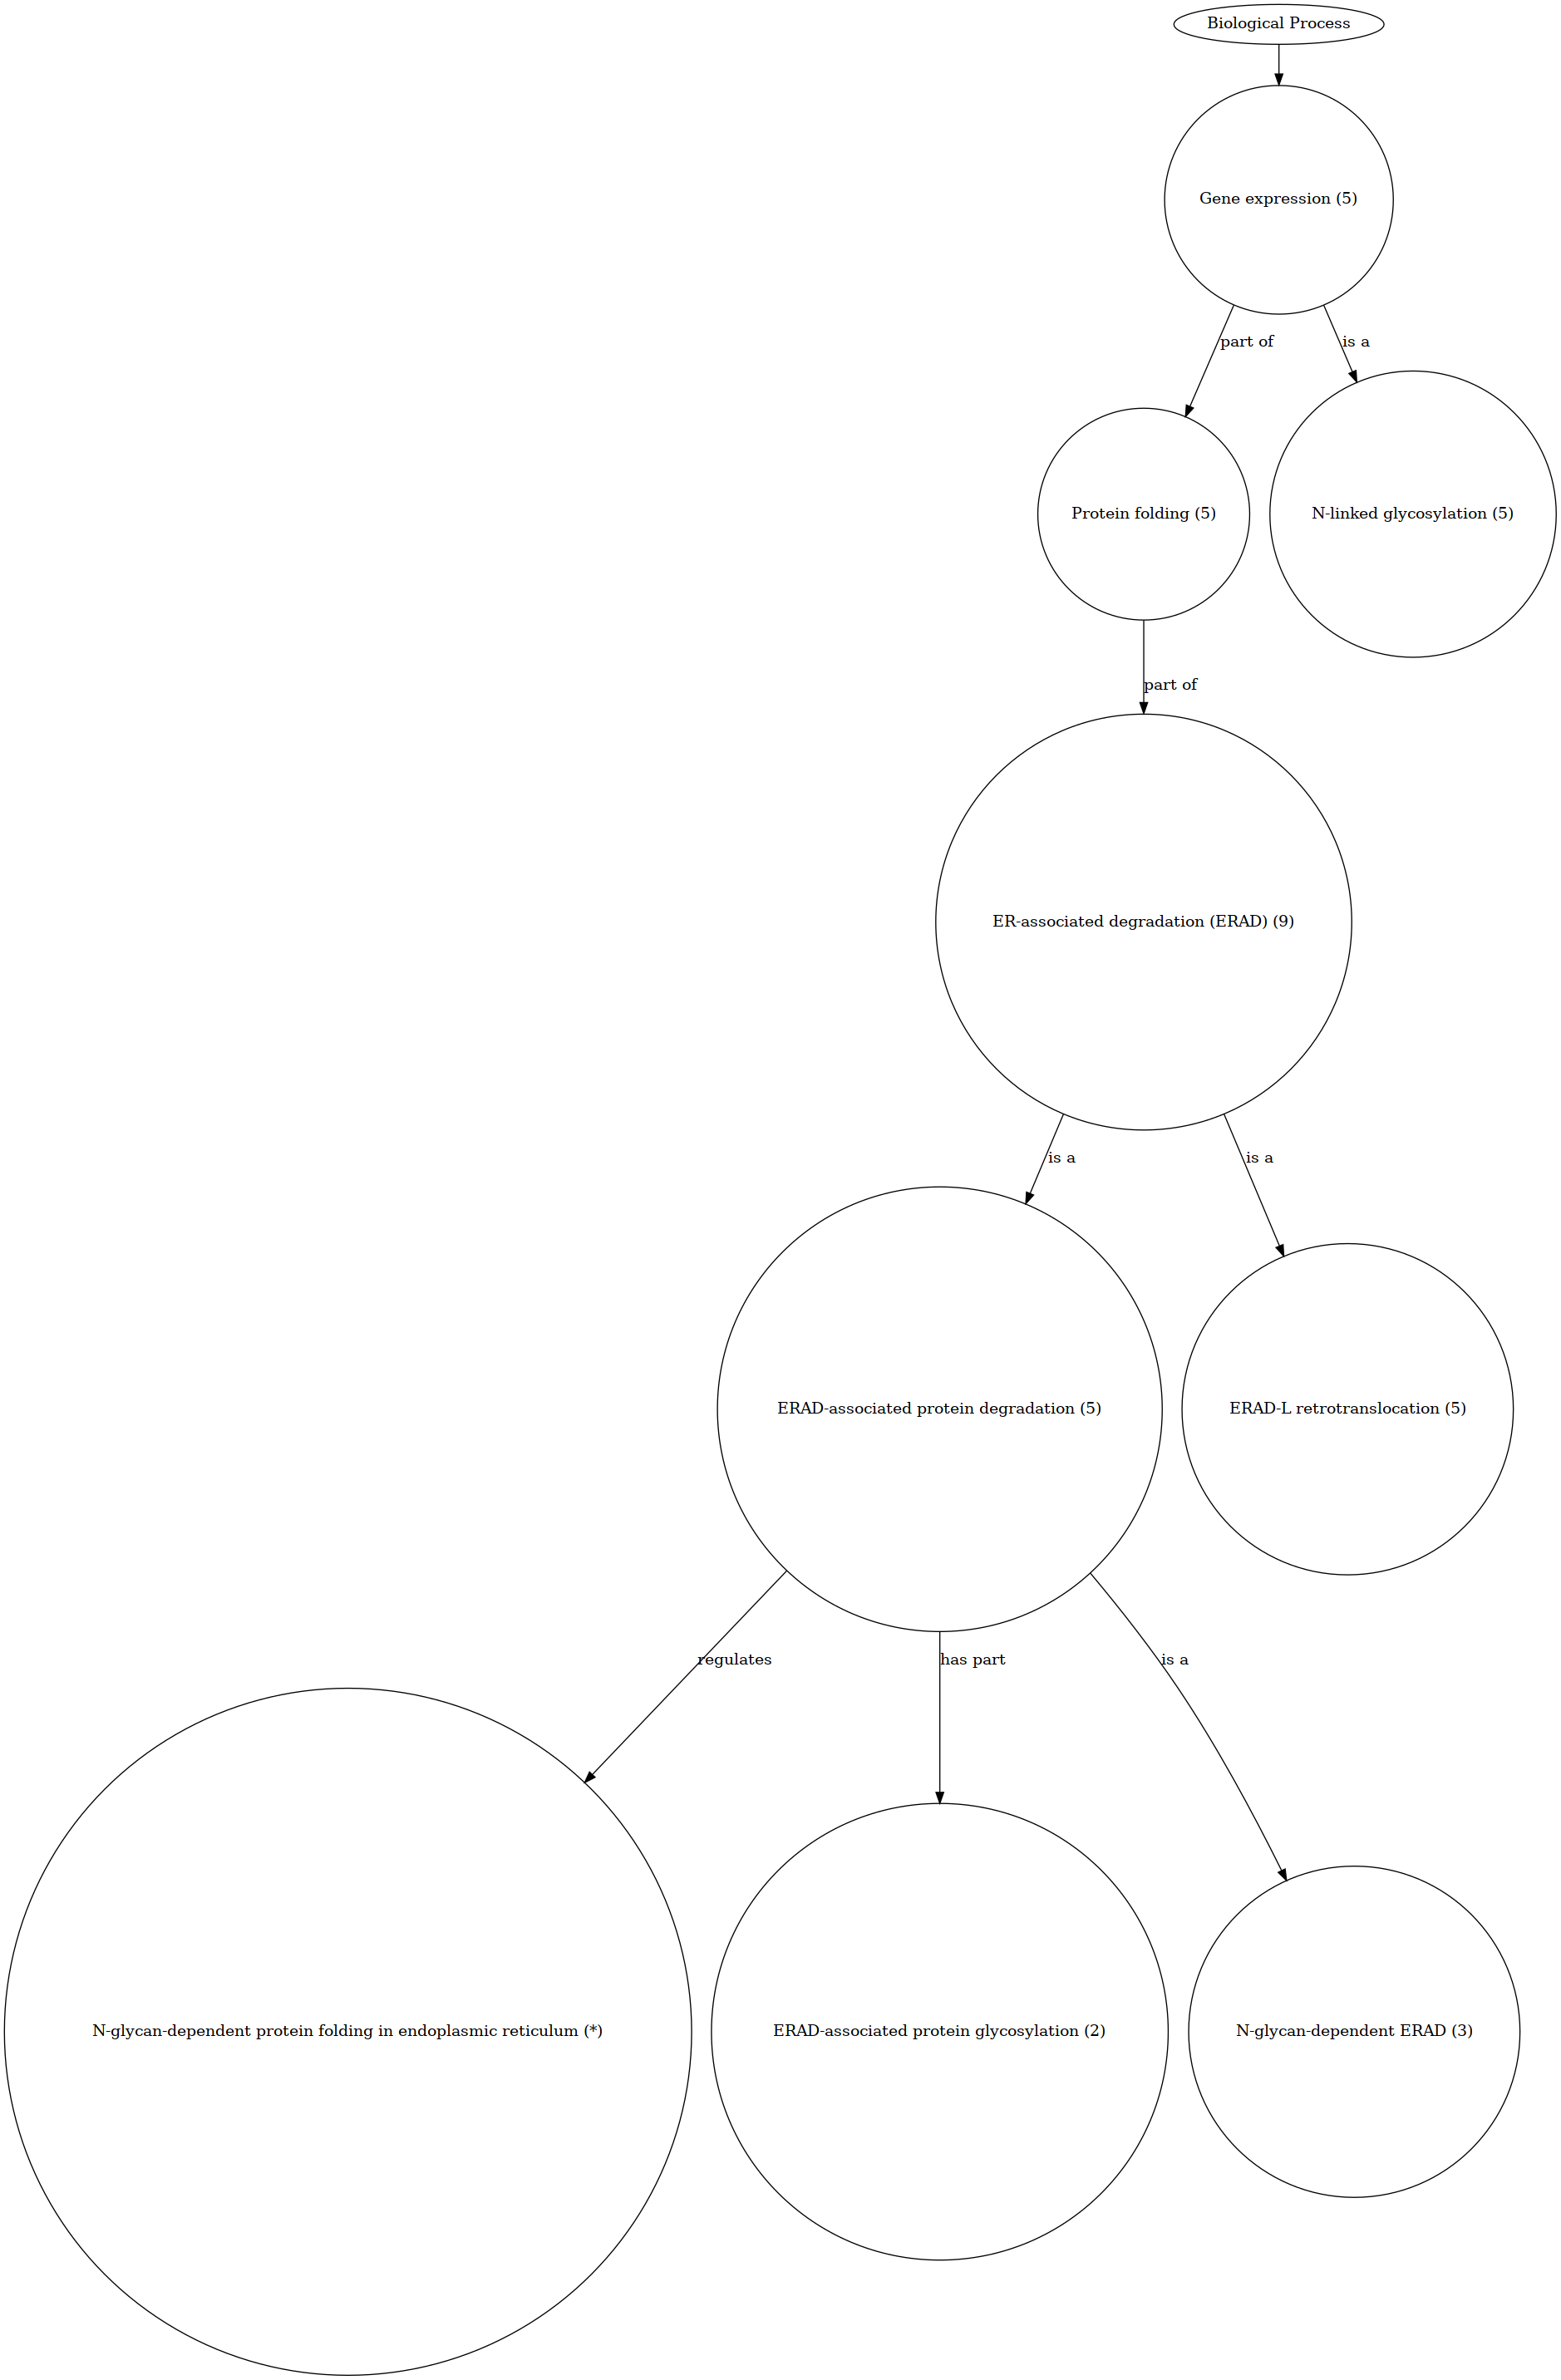 Biological Process
Gene expression (5)
part of
is a
Protein folding (5)
N-linked glycosylation (5)
part of
ER-associated degradation (ERAD) (9)
is a
is a
ERAD-associated protein degradation (5)
ERAD-L retrotranslocation (5)
regulates
has part
is a
N-glycan-dependent protein folding in endoplasmic reticulum (*)
ERAD-associated protein glycosylation (2)
N-glycan-dependent ERAD (3)